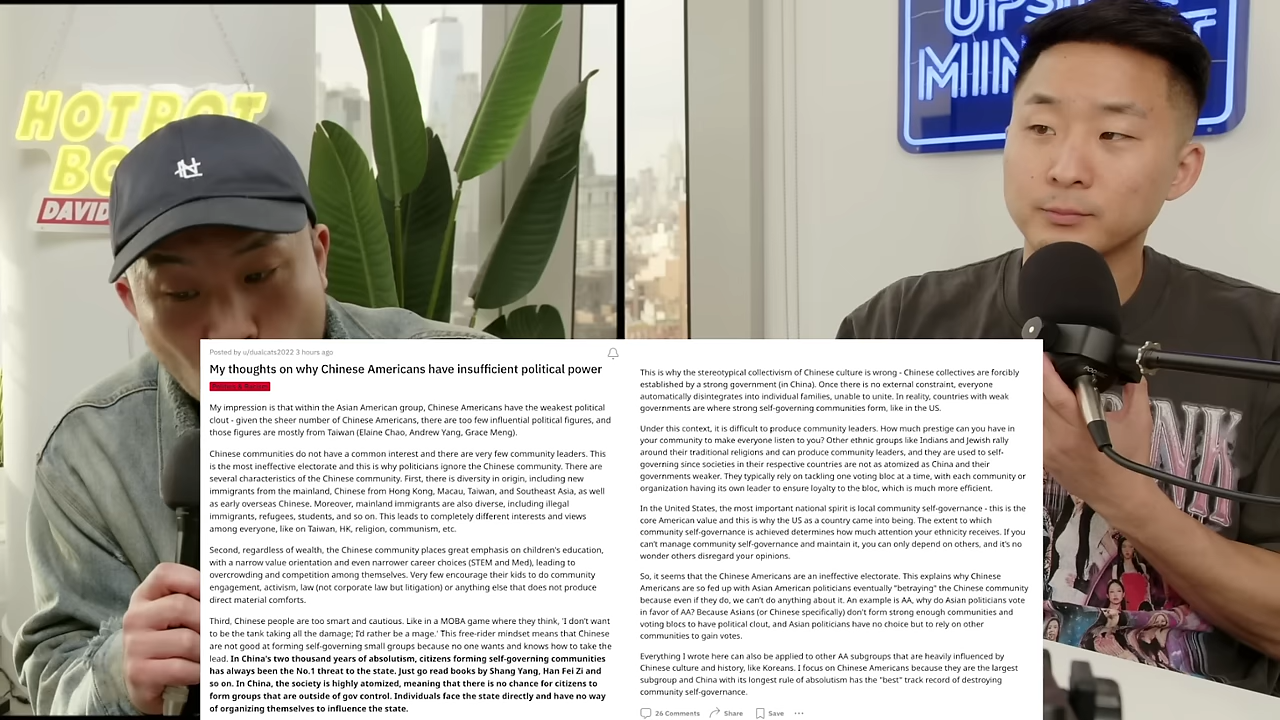 HOTPOT
BO
DAVID
UPS
MIN
Posted by u/dualcats2022 3 hours ago
My thoughts on why Chinese Americans have insufficient political power
Politics & Racism
My impression is that within the Asian American group, Chinese Americans have the weakest political
clout - given the sheer number of Chinese Americans, there are too few influential political figures, and
those figures are mostly from Taiwan (Elaine Chao, Andrew Yang, Grace Meng).
Chinese communities do not have a common interest and there are very few community leaders. This
is the most ineffective electorate and this is why politicians ignore the Chinese community. There are
several characteristics of the Chinese community. First, there is diversity in origin, including new
immigrants from the mainland, Chinese from Hong Kong, Macau, Taiwan, and Southeast Asia, as well
as early overseas Chinese. Moreover, mainland immigrants are also diverse, including illegal
immigrants, refugees, students, and so on. This leads to completely different interests and views
among everyone, like on Taiwan, HK, religion, communism, etc.
Second, regardless of wealth, the Chinese community places great emphasis on children's education,
with a narrow value orientation and even narrower career choices (STEM and Med), leading to
overcrowding and competition among themselves. Very few encourage their kids to do community
engagement, activism, law (not corporate law but litigation) or anything else that does not produce
direct material comforts.
Third, Chinese people are too smart and cautious. Like in a MOBA game where they think, 'I don't want
to be the tank taking all the damage; I'd rather be a mage.' This free-rider mindset means that Chinese
are not good at forming self-governing small groups because no one wants and knows how to take the
lead. In China's two thousand years of absolutism, citizens forming self-governing communities
has always been the No.1 threat to the state. Just go read books by Shang Yang, Han Fei Zi and
so on. In China, the society is highly atomized, meaning that there is no chance for citizens to
form groups that are outside of gov control. Individuals face the state directly and have no way
of organizing themselves to influence the state.
This is why the stereotypical collectivism of Chinese culture is wrong - Chinese collectives are forcibly
established by a strong government (in China). Once there is no external constraint, everyone
automatically disintegrates into individual families, unable to unite. In reality, countries with weak
governments are where strong self-governing communities form, like in the US.
Under this context, it is difficult to produce community leaders. How much prestige can you have in
your community to make everyone listen to you? Other ethnic groups like Indians and Jewish rally
around their traditional religions and can produce community leaders, and they are used to self-
governing since societies in their respective countries are not as atomized as China and their
governments weaker. They typically rely on tackling one voting bloc at a time, with each community or
organization having its own leader to ensure loyalty to the bloc, which is much more efficient.
In the United States, the most important national spirit is local community self-governance - this is the
core American value and this is why the US as a country came into being. The extent to which
community self-governance is achieved determines how much attention your ethnicity receives. If you
can't manage community self-governance and maintain it, you can only depend on others, and it's no
wonder others disregard your opinions.
So, it seems that the Chinese Americans are an ineffective electorate. This explains why Chinese
Americans are so fed up with Asian American politicians eventually "betraying" the Chinese community
because even if they do, we can't do anything about it. An example is AA, why do Asian politicians vote
in favor of AA? Because Asians (or Chinese specifically) don't form strong enough communities and
voting blocs to have political clout, and Asian politicians have no choice but to rely on other
communities to gain votes.
Everything I wrote here can also be applied to other AA subgroups that are heavily influenced by
Chinese culture and history, like Koreans. I focus on Chinese Americans because they are the largest
subgroup and China with its longest rule of absolutism has the "best" track record of destroying
community self-governance.
26 Comments Share Save ...